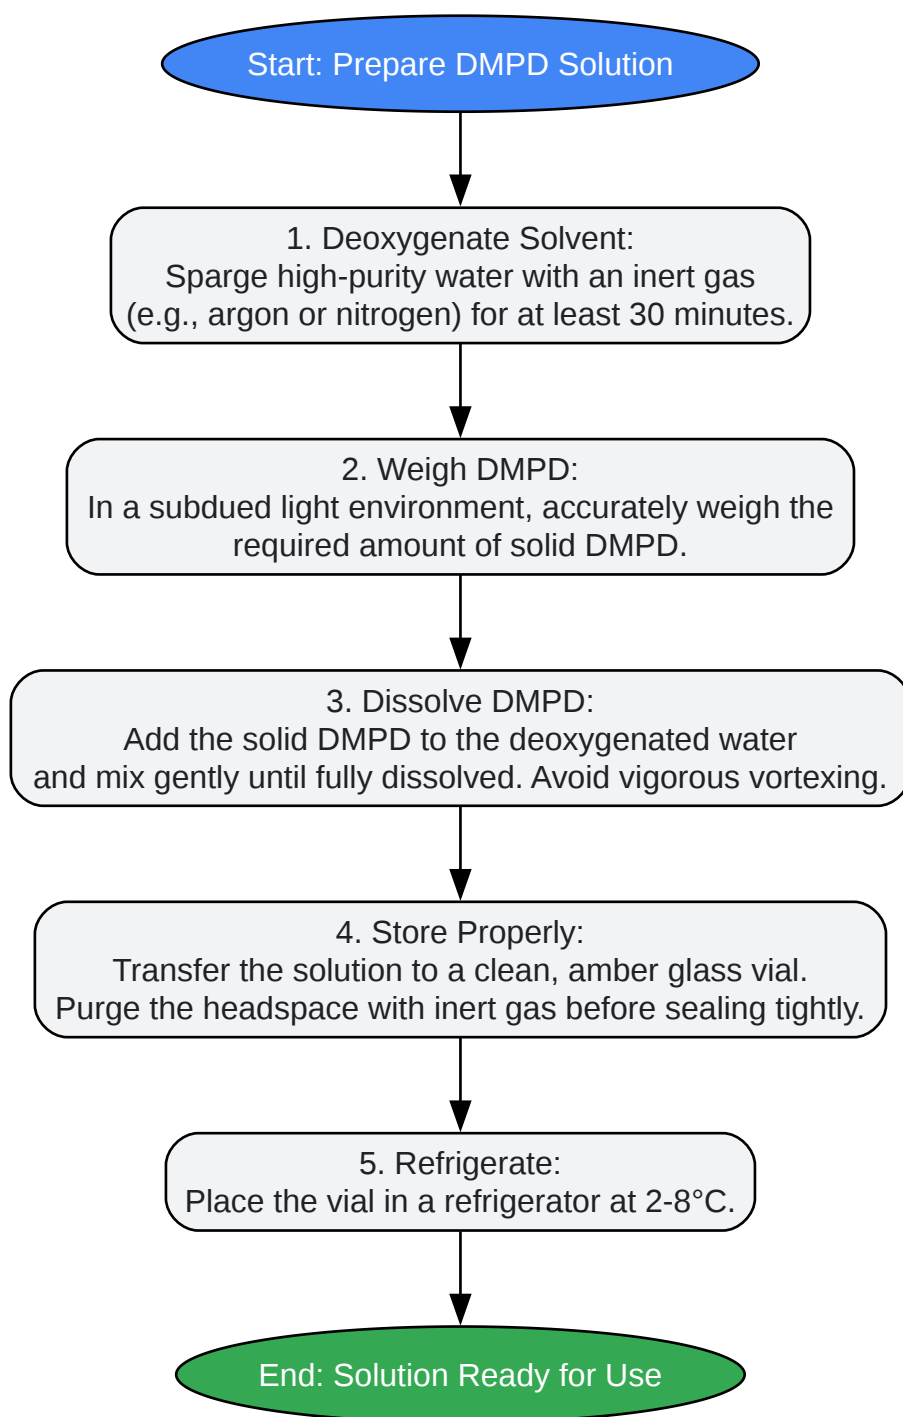 Start: Prepare DMPD Solution
1. Deoxygenate Solvent:
Sparge high-purity water with an inert gas
(e.g., argon or nitrogen) for at least 30 minutes.
2. Weigh DMPD:
In a subdued light environment, accurately weigh the
required amount of solid DMPD.
3. Dissolve DMPD:
Add the solid DMPD to the deoxygenated water
and mix gently until fully dissolved. Avoid vigorous vortexing.
4. Store Properly:
Transfer the solution to a clean, amber glass vial.
Purge the headspace with inert gas before sealing tightly.
5. Refrigerate:
Place the vial in a refrigerator at 2-8°C.
End: Solution Ready for Use